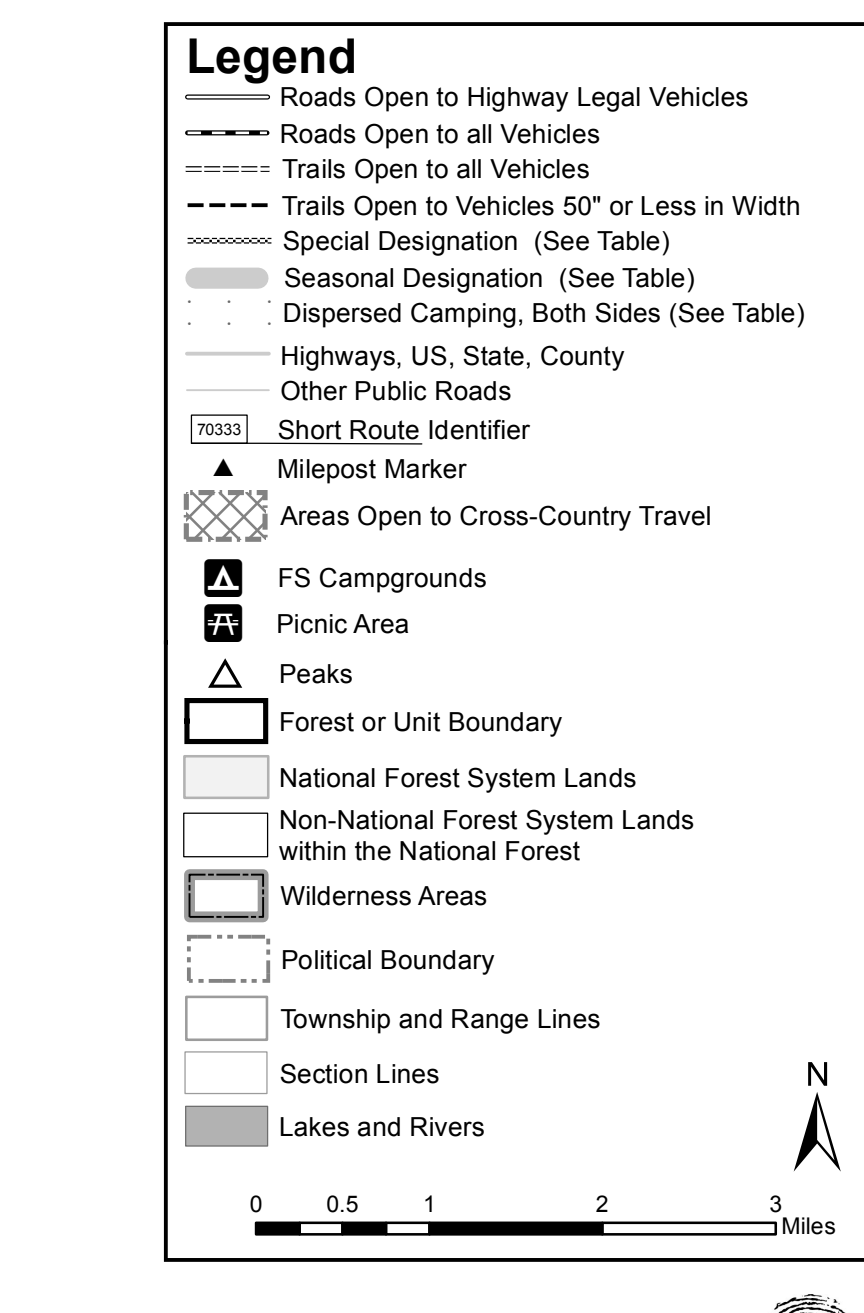 Legend
Roads Open to Highway Legal Vehicles
Roads Open to all Vehicles
Trails Open to all Vehicles
Trails Open to Vehicles 50" or Less in Width
Special Designation (See Table)
Seasonal Designation (See Table)
Dispersed Camping, Both Sides (See Table)
Highways, US, State, County
Other Public Roads
70333 Short Route Identifier
Milepost Marker
Areas Open to Cross-Country Travel
FS Campgrounds
Picnic Area
Peaks
Forest or Unit Boundary
National Forest System Lands
Non-National Forest System Lands
within the National Forest
Wilderness Areas
Political Boundary
Township and Range Lines
Section Lines
N
Lakes and Rivers
0 0.5 1 2 3
Miles